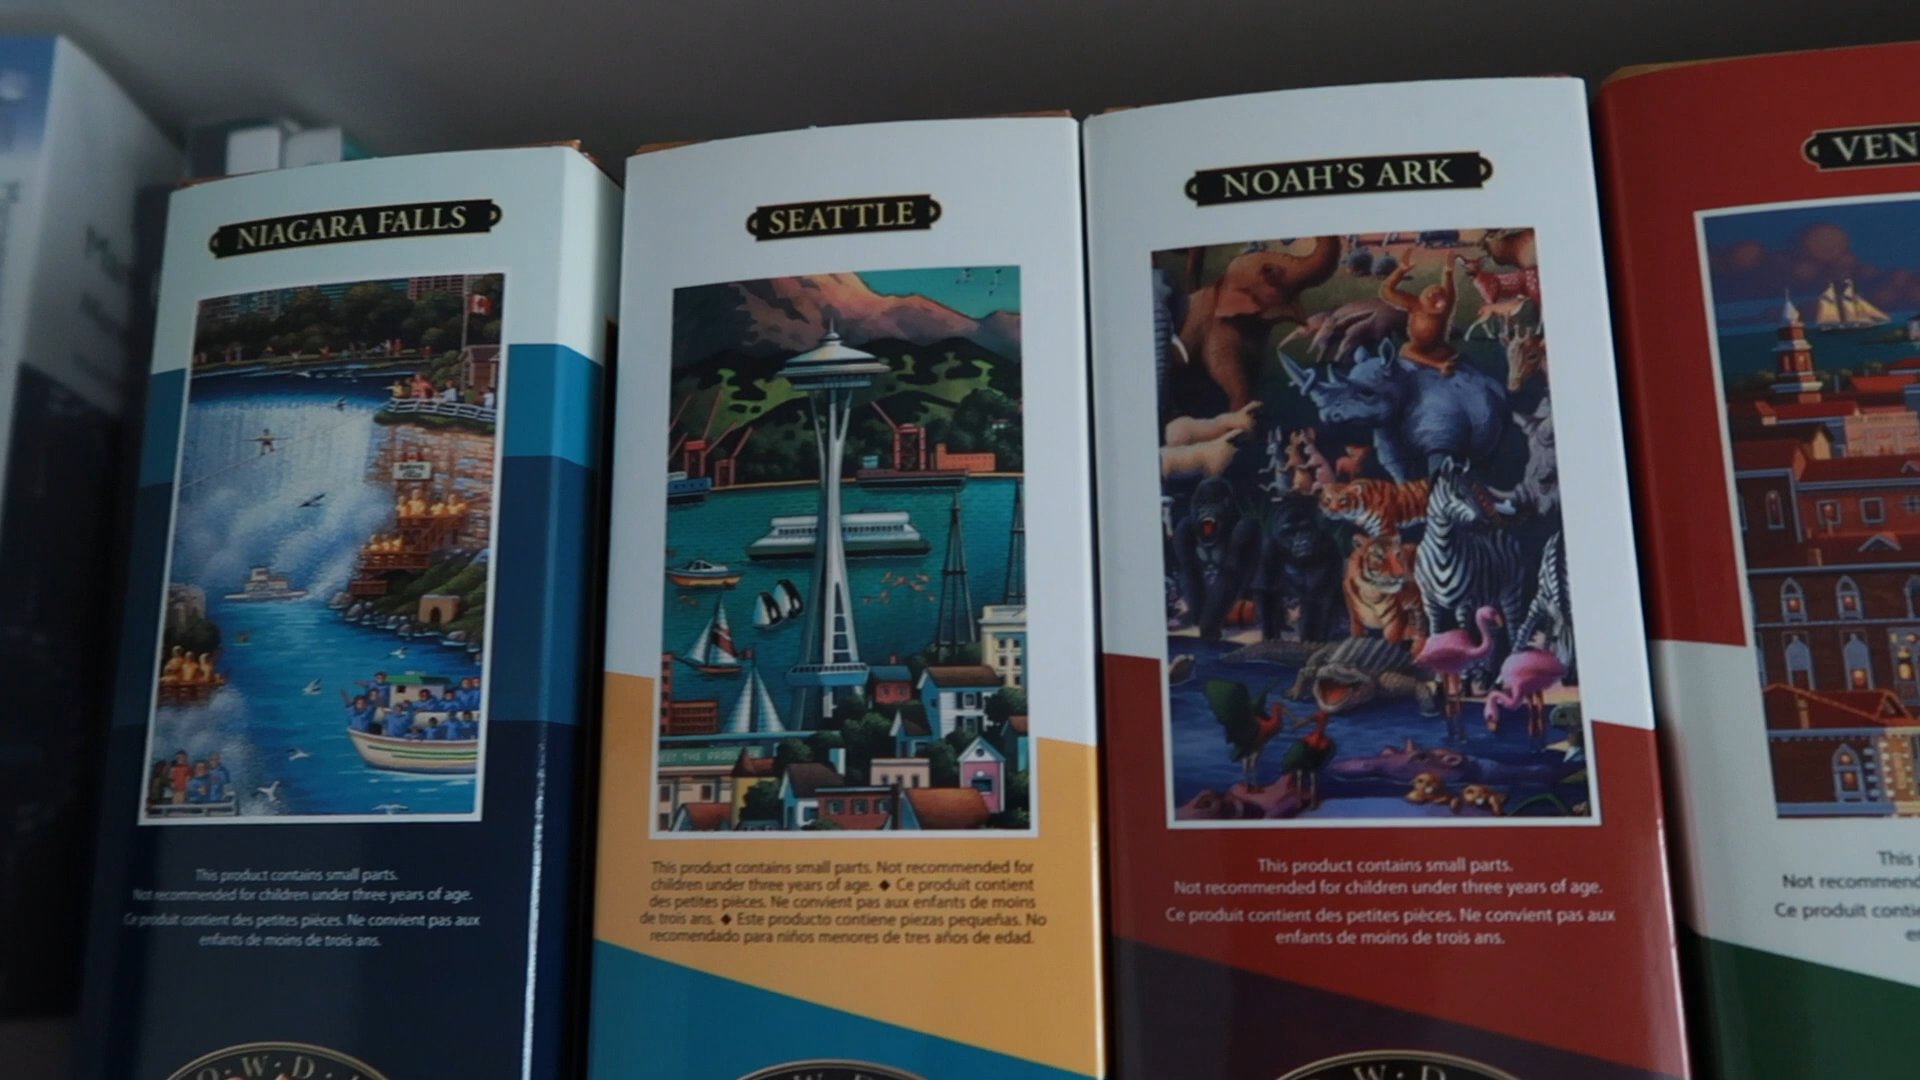 NIAGARA FALLS
This product contains small parts.
Not recommended for children under three years of age.
Ce produit contient des petites pièces. Ne convient pas aux
enfants de moins de trois ans.
SEATTLE
This product contains small parts. Not recommended for
children under three years of age. ◆ Ce produit contient
des petites pièces. Ne convient pas aux enfants de moins
de trois ans. ◆ Este producto contiene piezas pequeñas. No
recomendado para niños menores de tres años de edad.
NOAH'S ARK
This product contains small parts.
Not recommended for children under three years of age.
Ce produit contient des petites pièces. Ne convient pas aux
enfants de moins de trois ans.
VEN
This
Not recommended
Ce produit